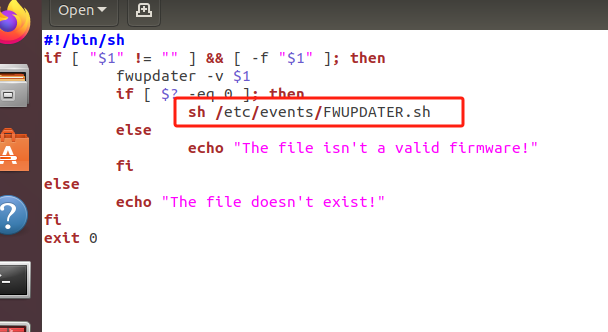 Open
#!/bin/sh
if [ "$1" != "" ] && [ -f "$1" ]; then
        fwupdater -v $1
        if [ $? -eq 0 ]; then
                sh /etc/events/FWUPDATER.sh
        else
                echo "The file isn't a valid firmware!"
        fi
else
        echo "The file doesn't exist!"
fi
exit 0